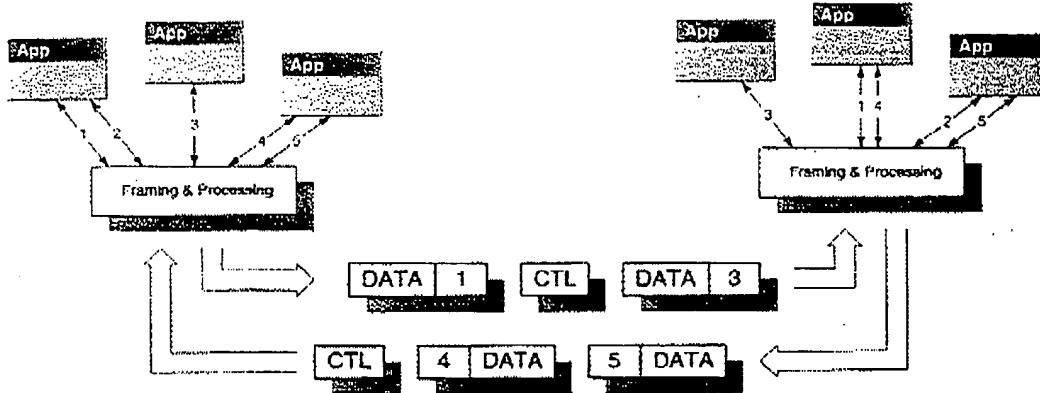 App
App
App
1
2
3
4
5
Framing & Processing
App
App
App
3
1
4
2
5
Framing & Processing
DATA 1
CTL
DATA 3
CTL
4 DATA
5 DATA